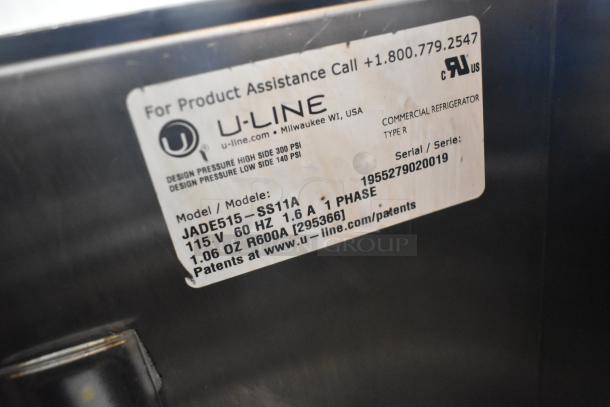 For Product Assistance Call +1.800.779.2547
U-LINE
u-line.com • Milwaukee WI, USA
c RU US
COMMERCIAL REFRIGERATOR
TYPE R
DESIGN PRESSURE HIGH SIDE 300 PSI
DESIGN PRESSURE LOW SIDE 140 PSI
Model / Modele:
Serial / Serie:
JADE515-SS11A
1955279020019
115 V 60 HZ 1.6 A 1 PHASE
1.06 OZ R600A [295366]
Patents at www.u-line.com/patents
GROUP